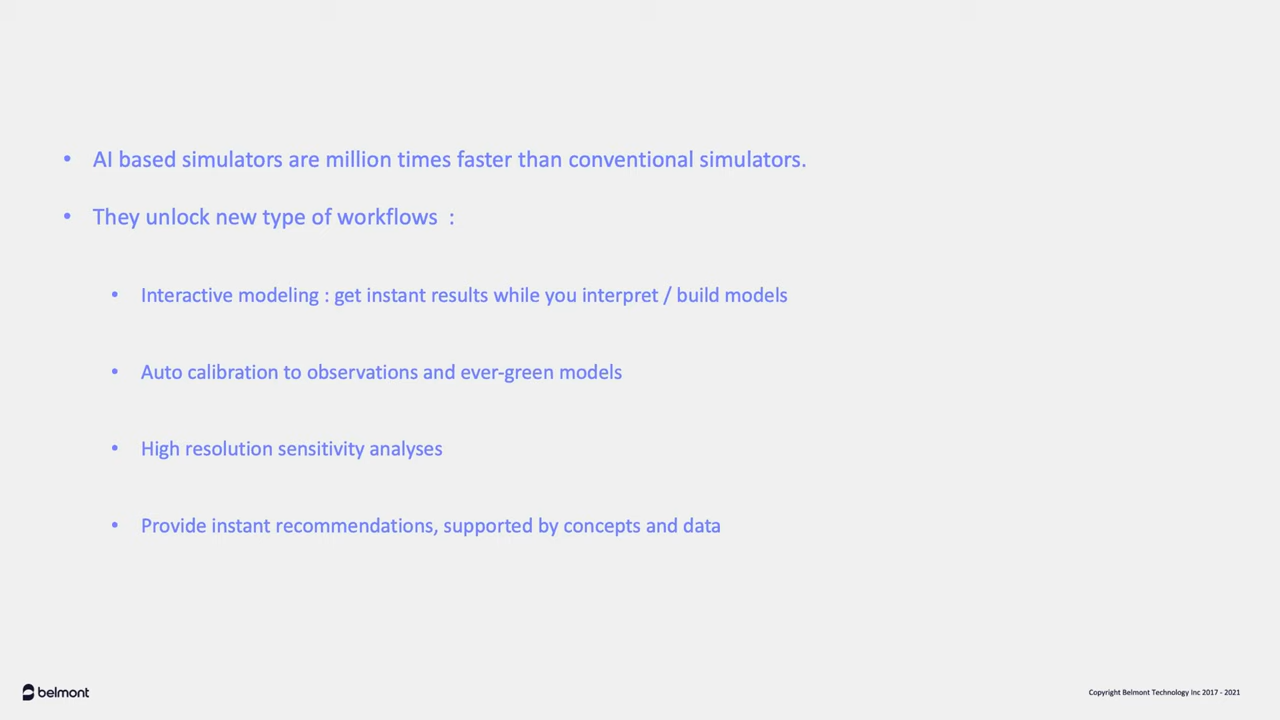 • AI based simulators are million times faster than conventional simulators.
• They unlock new type of workflows  :
• Interactive modeling : get instant results while you interpret / build models
• Auto calibration to observations and ever-green models
• High resolution sensitivity analyses
• Provide instant recommendations, supported by concepts and data
belmont
Copyright Belmont Technology Inc 2017 - 2021